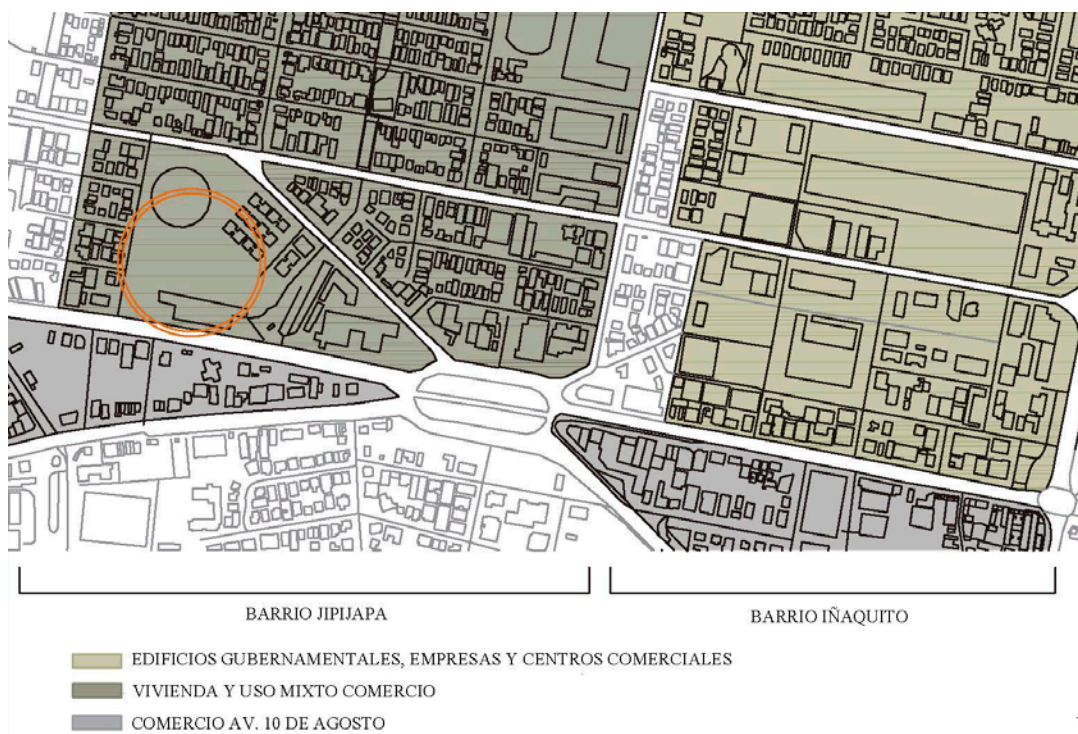 BARRIO JIPIJAPA
BARRIO IÑAQUITO
EDIFICIOS GUBERNAMENTALES, EMPRESAS Y CENTROS COMERCIALES
VIVIENDA Y USO MIXTO COMERCIO
COMERCIO AV. 10 DE AGOSTO